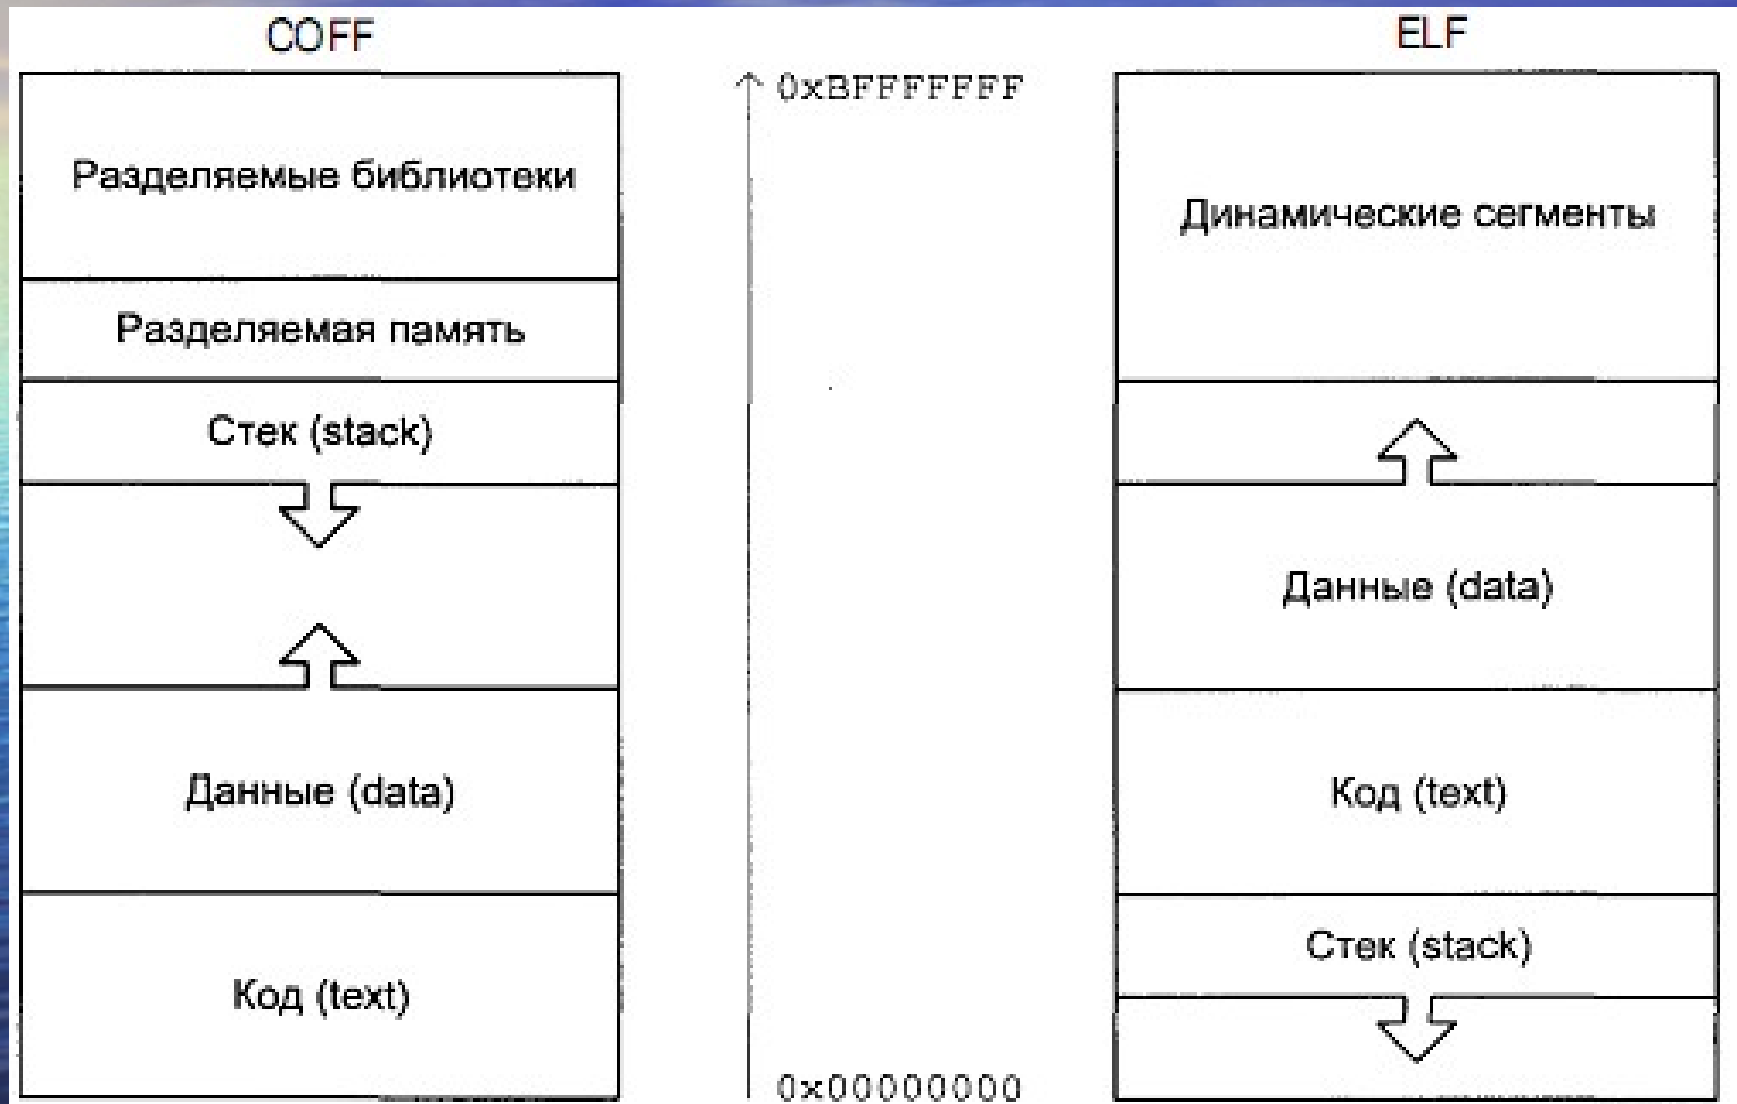 COFF
Разделяемые библиотеки
Разделяемая память
Стек (stack)
Данные (data)
Код (text)
0xBFFFFFFF
0x00000000
ELF
Динамические сегменты
Данные (data)
Код (text)
Стек (stack)